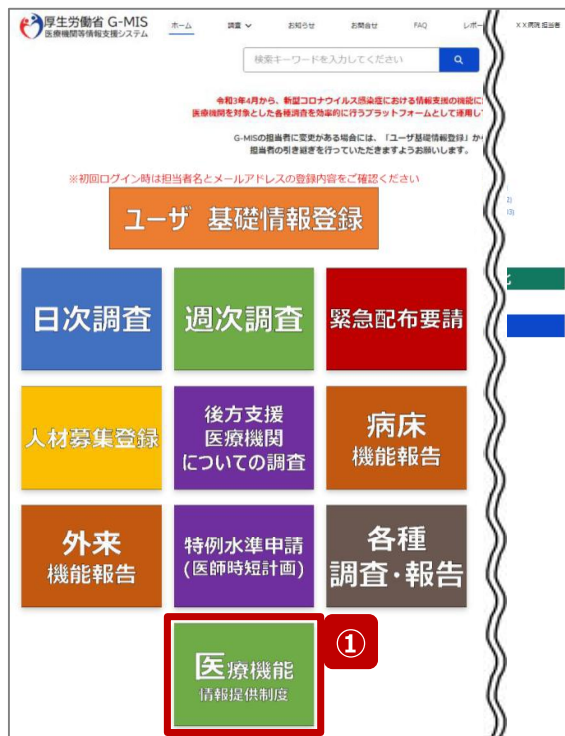 厚生労働省 G-MIS
医療機関等情報支援システム
ホーム 調査 お知らせ お問合せ FAQ レポー XX病院 担当者
検索キーワードを入力してください
令和3年4月から、新型コロナウイルス感染症における情報支援の機能に
医療機関を対象とした各種調査を効率的に行うプラットフォームとして運用し
G-MISの担当者に変更がある場合には、「ユーザ基礎情報登録」か
担当者の引き継ぎを行っていただきますようお願いします。
※初回ログイン時は担当者名とメールアドレスの登録内容をご確認ください
ユーザ 基礎情報登録
日次調査
週次調査
緊急配布要請
人材募集登録
後方支援
医療機関
についての調査
病床
機能報告
外来
機能報告
特例水準申請
(医師時短計画)
各種
調査・報告
医療機能
情報提供制度
①